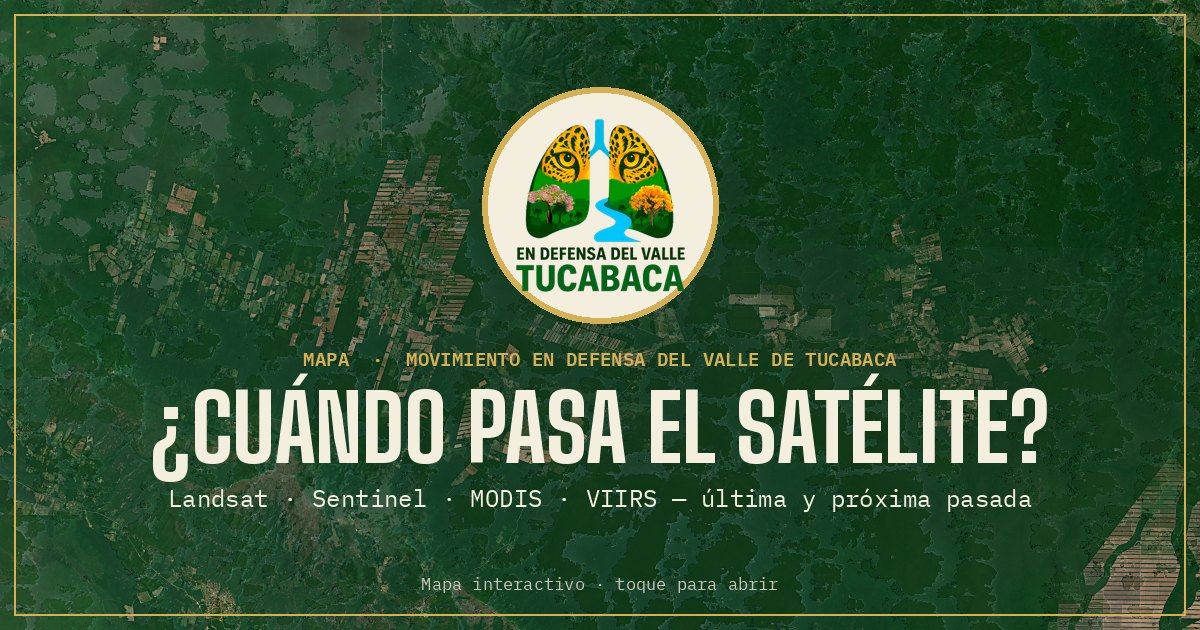 EN DEFENSA DEL VALLE
TUCABACA
MAPA · MOVIMIENTO EN DEFENSA DEL VALLE DE TUCABACA
¿CUÁNDO PASA EL SATÉLITE?
Landsat · Sentinel · MODIS · VIIRS — última y próxima pasada
Mapa interactivo · toque para abrir